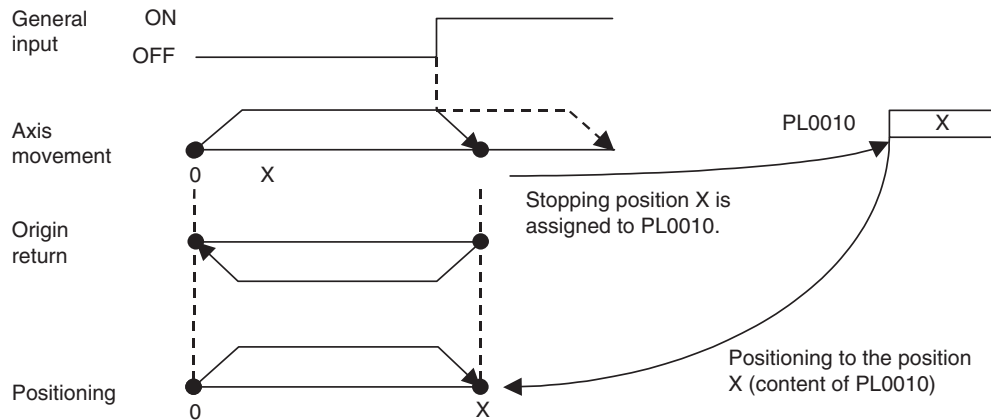 General
input
ON
OFF
Axis
movement
0
X
PL0010
X
Stopping position X is
assigned to PL0010.
Origin
return
Positioning
0
X
Positioning to the position
X (content of PL0010)